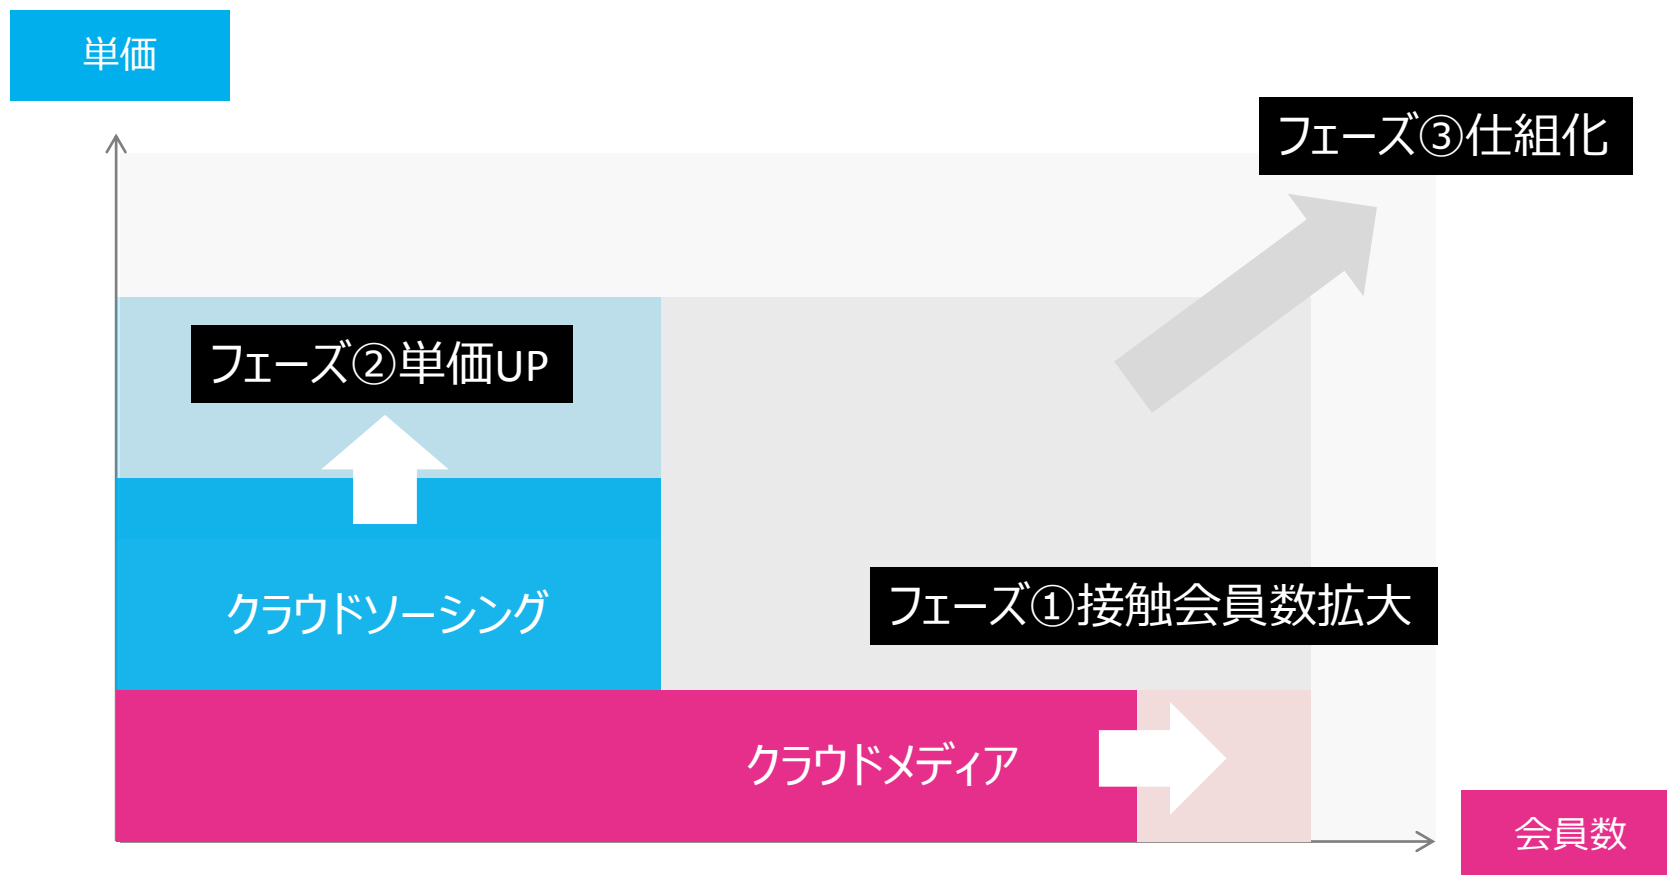 単価
フェーズ③仕組化
フェーズ②単価UP
クラウドソーシング
フェーズ①接触会員数拡大
クラウドメディア
会員数